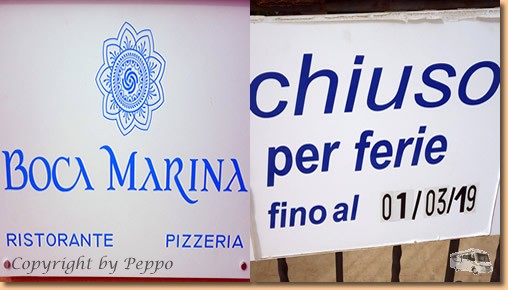 BOCA MARINA
RISTORANTE PIZZERIA
Copyright by Peppo
chiuso
per ferie
fino al 01/03/19